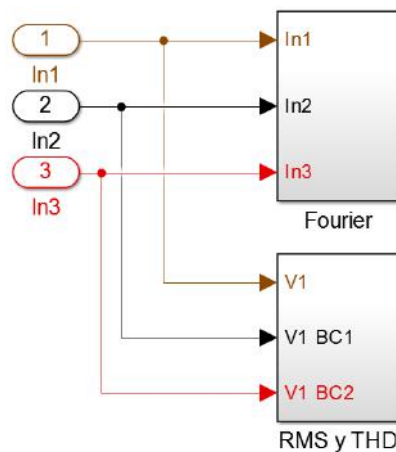 1
In1
In1
2
In2
In2
3
In3
In3
Fourier
V1
V1 BC1
V1 BC2
RMS y THD